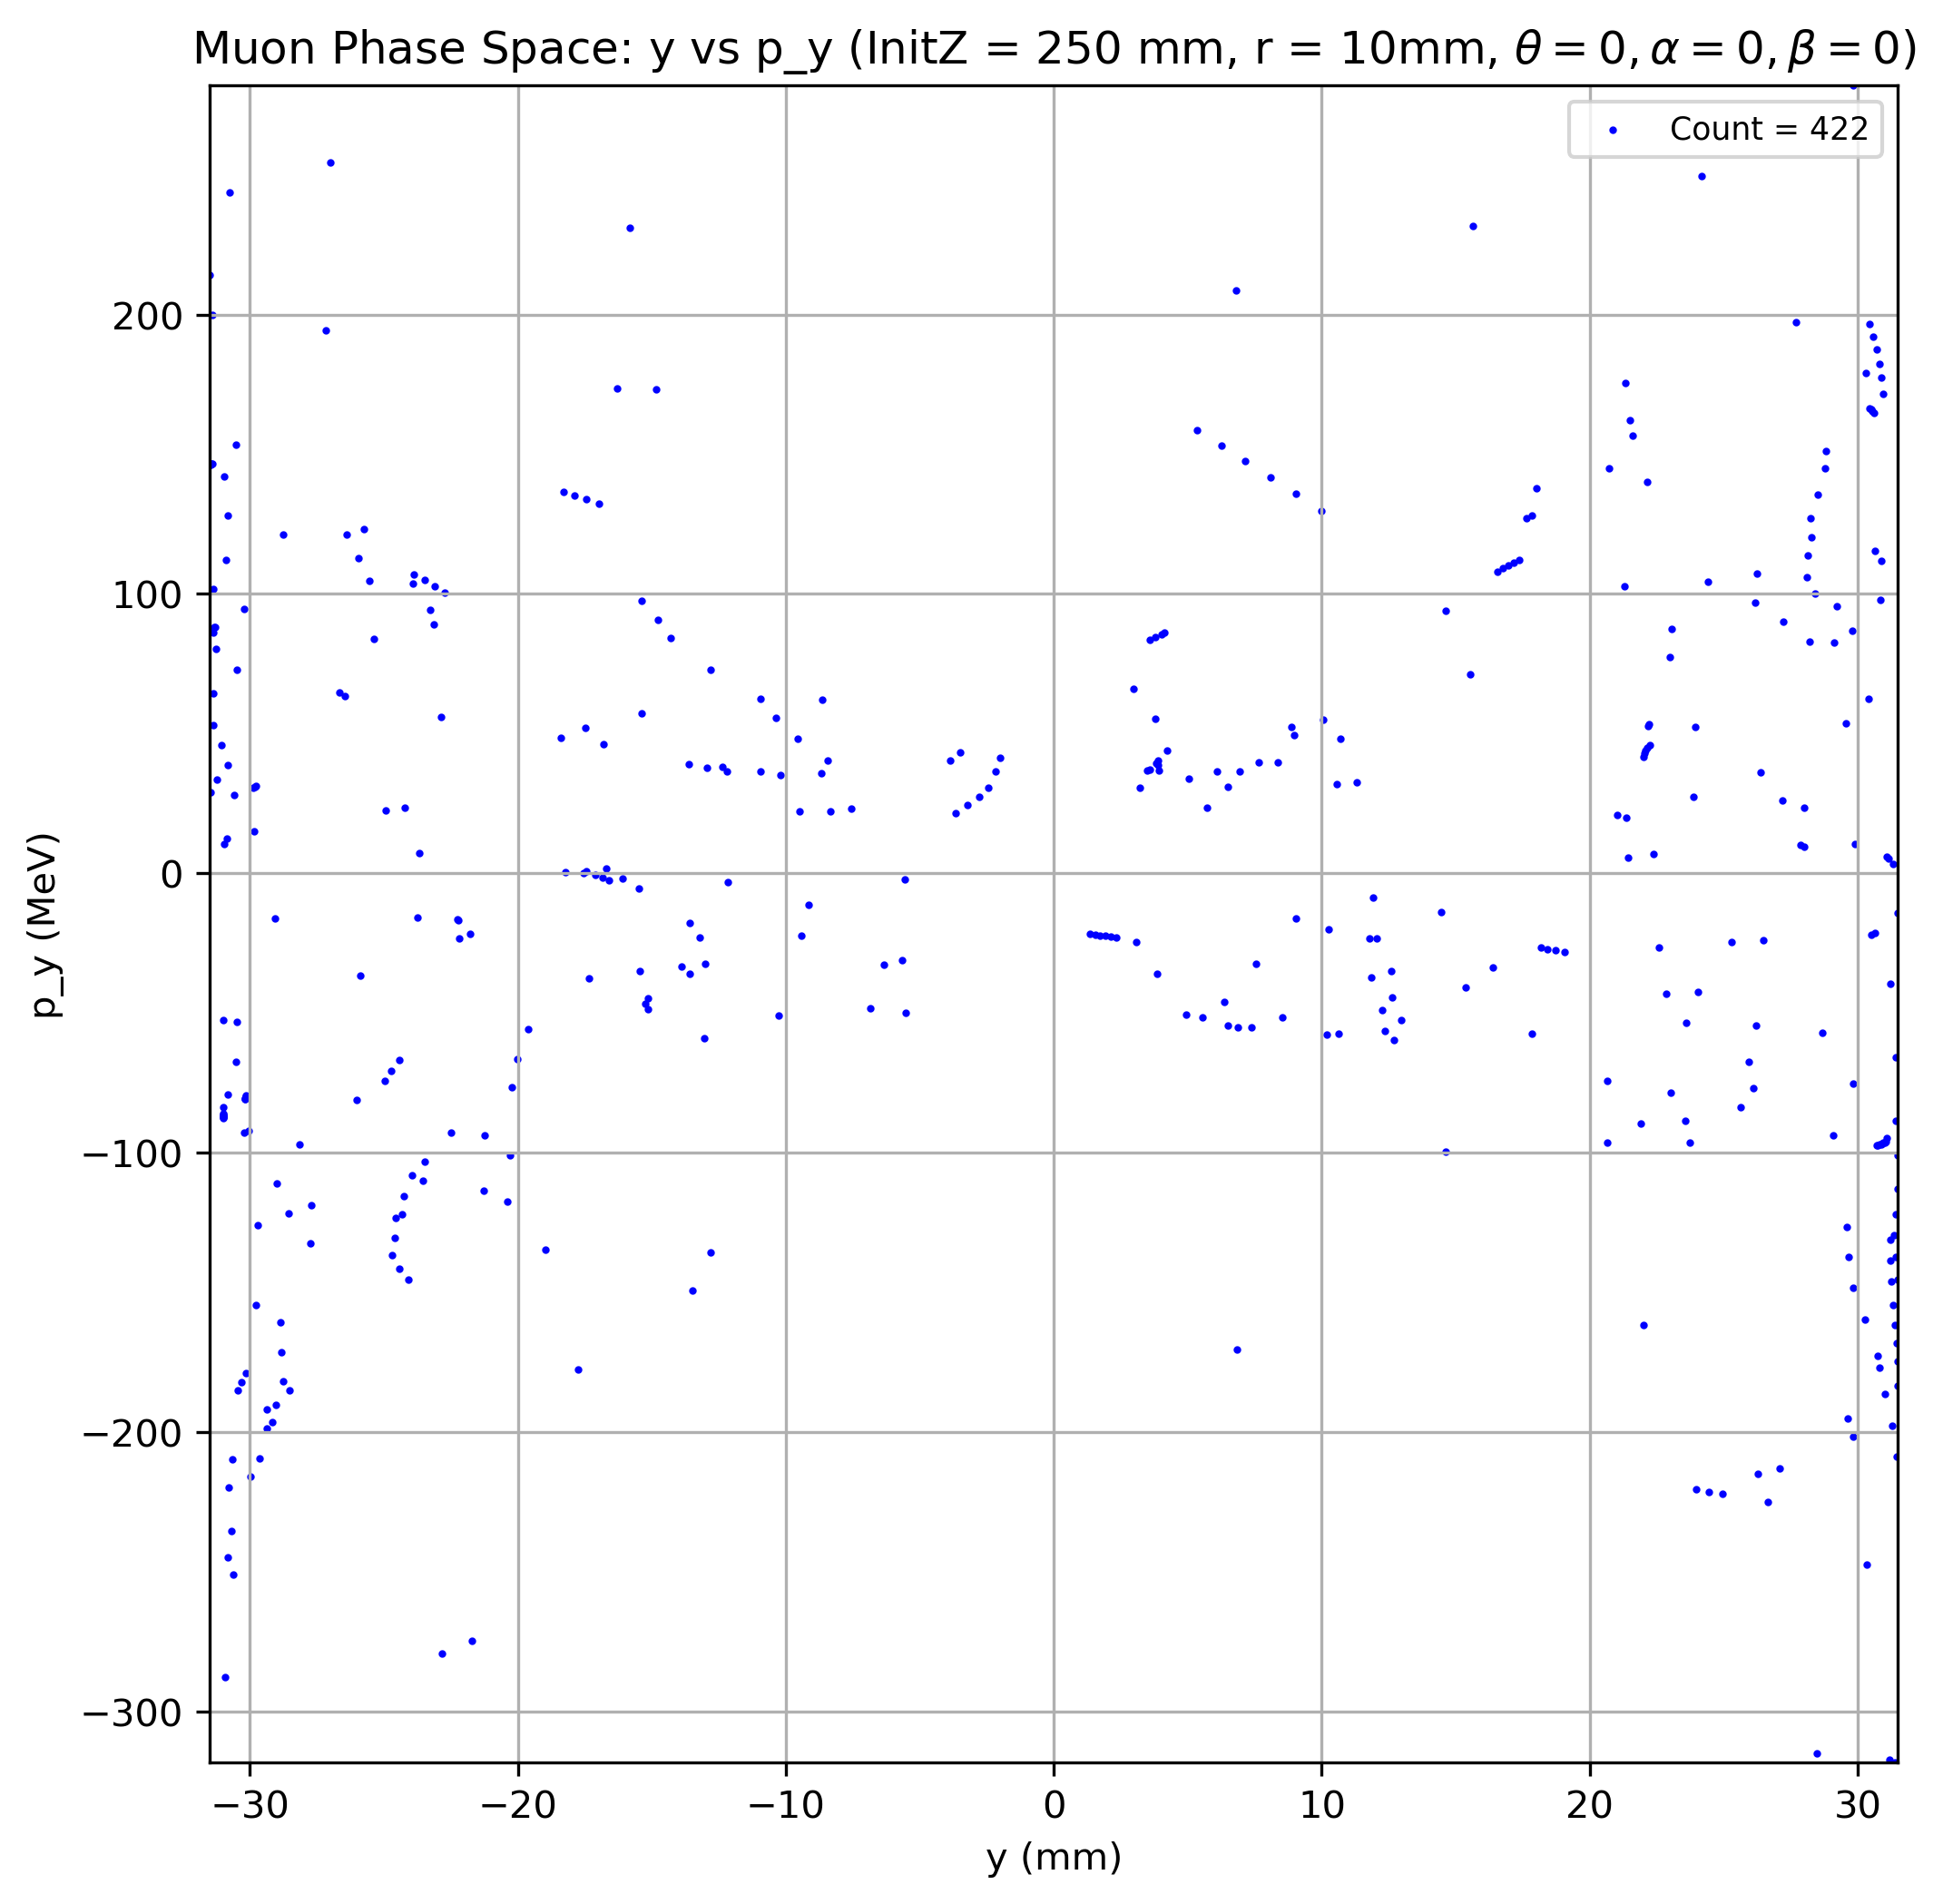 Muon Phase Space: y vs p_y (InitZ = 250 mm, r = 10mm, θ = 0, α = 0, β = 0)
Count = 422
200
100
0
−100
−200
−300
p_y (MeV)
−30 −20 −10 0 10 20 30
y (mm)